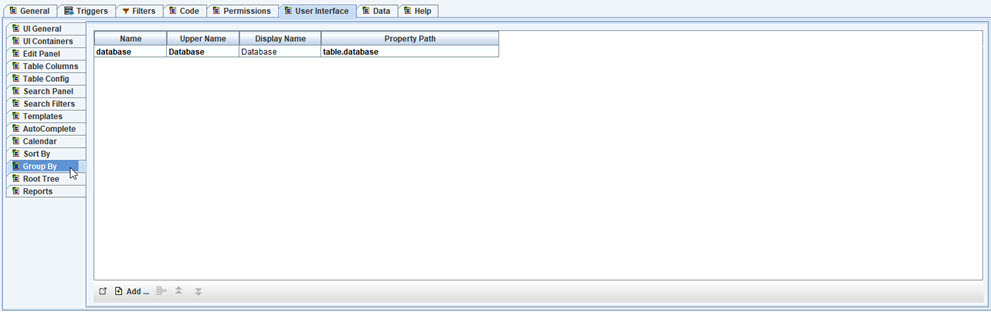 General Triggers Filters Code Permissions User Interface Data Help
UI General
UI Containers
Edit Panel
Table Columns
Table Config
Search Panel
Search Filters
Templates
AutoComplete
Calendar
Sort By
Group By
Root Tree
Reports
Name Upper Name Display Name Property Path
database Database Database table.database
Add ...